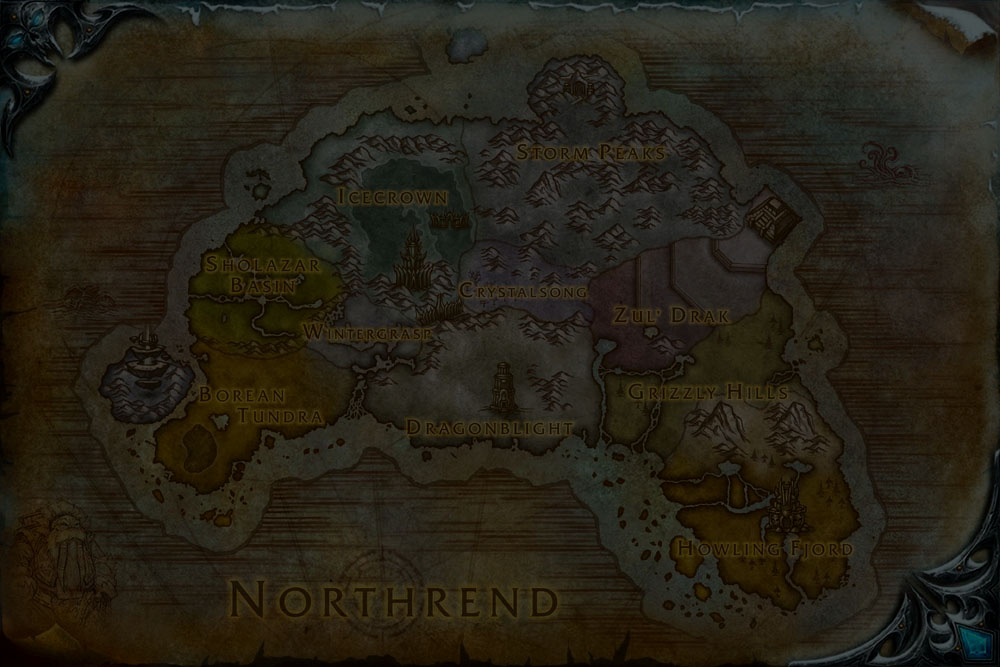 Storm Peaks
Icecrown
Sholazar
Basin
Crystalsong
Zul' Drak
Wintergrasp
Borean
Tundra
Grizzly Hills
Dragonblight
Howling Fjord
Northrend